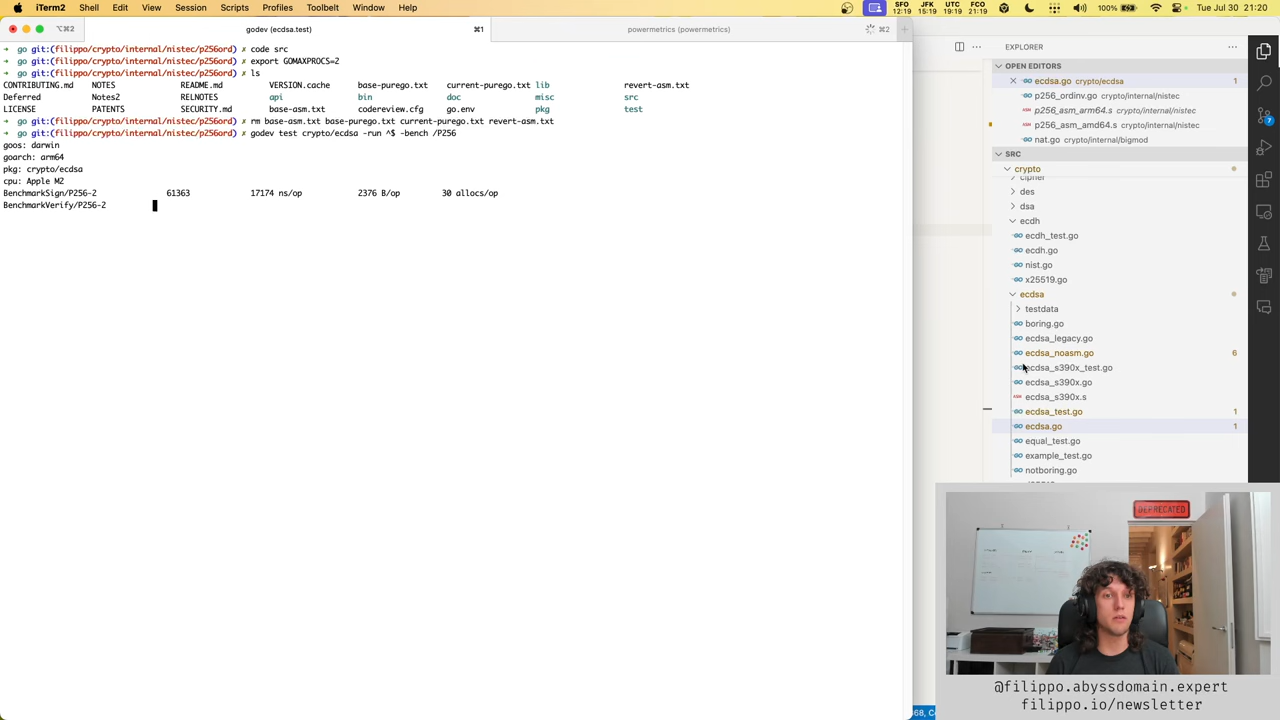 iTerm2 Shell Edit View Session Scripts Profiles Toolbelt Window Help
SFO 12:19 JFK 15:19 UTC 19:19 FCO 21:19 100% Tue Jul 30 21:20
⌥⌘2 godev (ecdsa.test) ⌘1 powermetrics (powermetrics) ⌘2 +
➜ go git:(filippo/crypto/internal/nistec/p256ord) ✗ code src
➜ go git:(filippo/crypto/internal/nistec/p256ord) ✗ export GOMAXPROCS=2
➜ go git:(filippo/crypto/internal/nistec/p256ord) ✗ ls
CONTRIBUTING.md NOTES README.md VERSION.cache base-purego.txt current-purego.txt lib revert-asm.txt
Deferred Notes2 RELNOTES api bin doc misc src
LICENSE PATENTS SECURITY.md base-asm.txt codereview.cfg go.env pkg test
➜ go git:(filippo/crypto/internal/nistec/p256ord) ✗ rm base-asm.txt base-purego.txt current-purego.txt revert-asm.txt
➜ go git:(filippo/crypto/internal/nistec/p256ord) ✗ godev test crypto/ecdsa -run ^$ -bench /P256
goos: darwin
goarch: arm64
pkg: crypto/ecdsa
cpu: Apple M2
BenchmarkSign/P256-2 61363 17174 ns/op 2376 B/op 30 allocs/op
BenchmarkVerify/P256-2
EXPLORER
OPEN EDITORS
ecdsa.go crypto/ecdsa 1
p256_ordinv.go crypto/internal/nistec
p256_asm_arm64.s crypto/internal/nistec
p256_asm_amd64.s crypto/internal/nistec
nat.go crypto/internal/bigmod
SRC
crypto
cipher
des
dsa
ecdh
ecdh_test.go
ecdh.go
nist.go
x25519.go
ecdsa
testdata
boring.go
ecdsa_legacy.go
ecdsa_noasm.go 6
ecdsa_s390x_test.go
ecdsa_s390x.go
ecdsa_s390x.s
ecdsa_test.go 1
ecdsa.go 1
equal_test.go
example_test.go
notboring.go
DEPRECATED
@filippo.abyssdomain.expert
filippo.io/newsletter